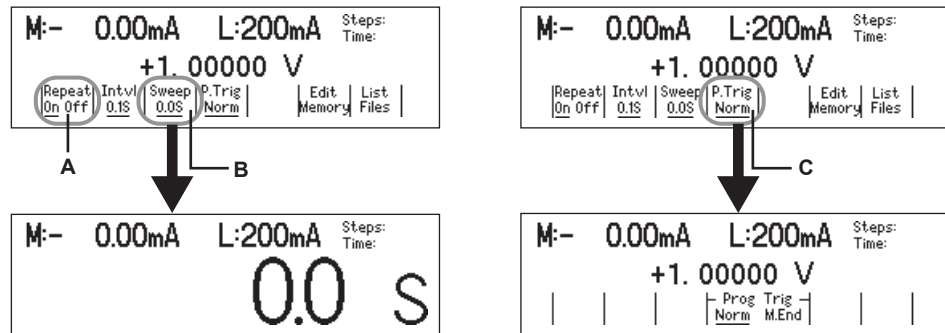 M:– 0.00mA L:200mA Steps:
Time:
+1. 00000 V
Repeat Intvl Sweep P.Trig Edit List
On Off 0.1S 0.0S Norm Memory Files
A
B
M:– 0.00mA L:200mA Steps:
Time:
0.0 S
M:– 0.00mA L:200mA Steps:
Time:
+1. 00000 V
Repeat Intvl Sweep P.Trig Edit List
On Off 0.1S 0.0S Norm Memory Files
C
M:– 0.00mA L:200mA Steps:
Time:
+1. 00000 V
Prog Trig
Norm M.End